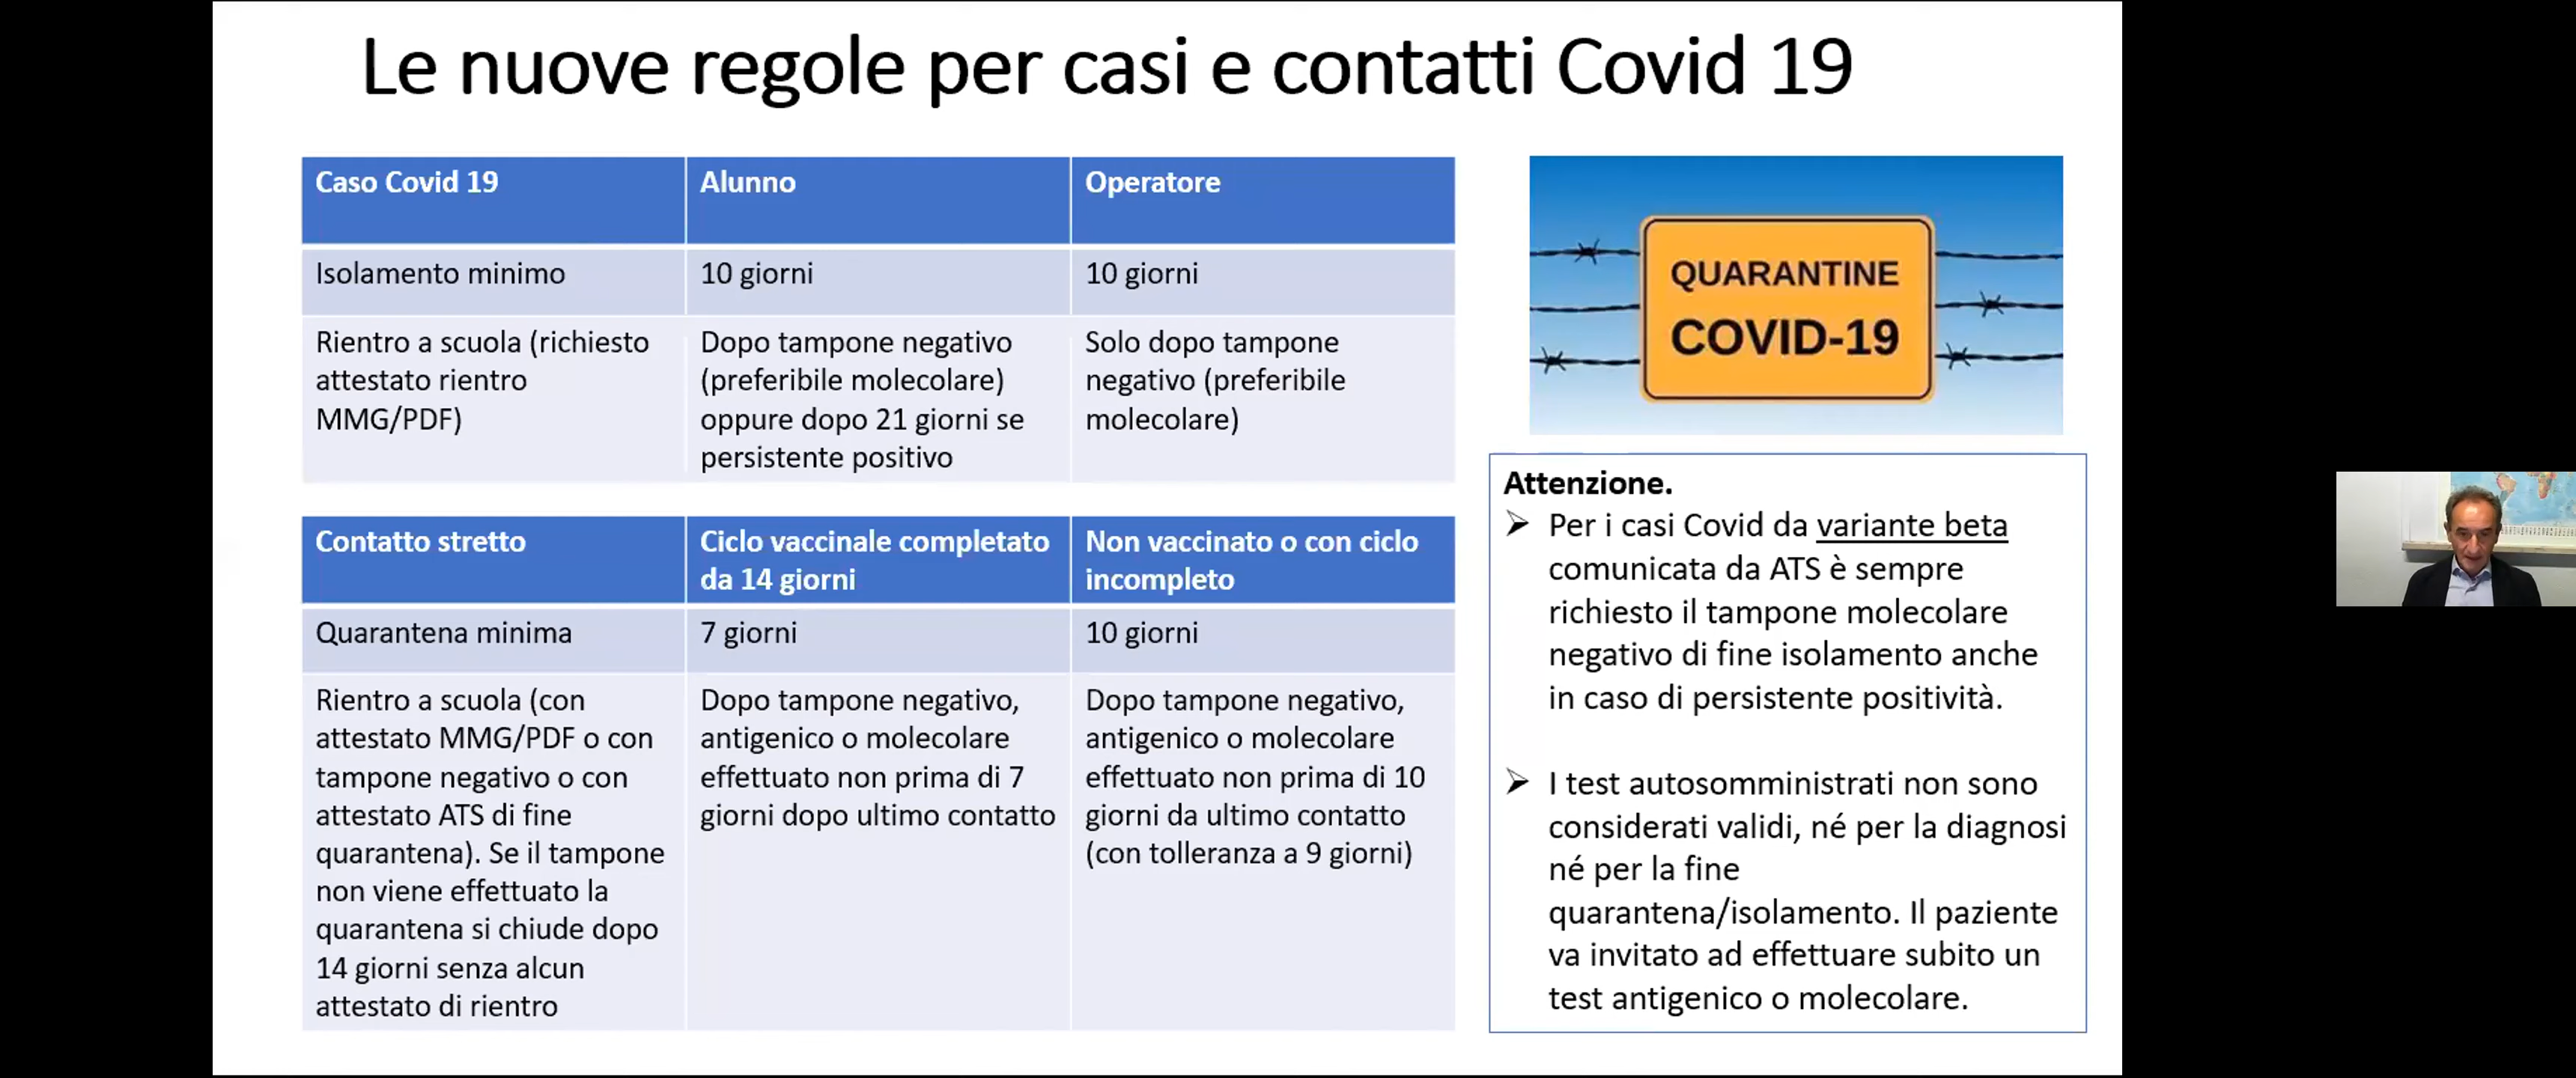 Le nuove regole per casi e contatti Covid 19
Caso Covid 19
Alunno
Operatore
Isolamento minimo
10 giorni
10 giorni
Rientro a scuola (richiesto
attestato rientro
MMG/PDF)
Dopo tampone negativo
(preferibile molecolare)
oppure dopo 21 giorni se
persistente positivo
Solo dopo tampone
negativo (preferibile
molecolare)
Contatto stretto
Ciclo vaccinale completato
da 14 giorni
Non vaccinato o con ciclo
incompleto
Quarantena minima
7 giorni
10 giorni
Rientro a scuola (con
attestato MMG/PDF o con
tampone negativo o con
attestato ATS di fine
quarantena). Se il tampone
non viene effettuato la
quarantena si chiude dopo
14 giorni senza alcun
attestato di rientro
Dopo tampone negativo,
antigenico o molecolare
effettuato non prima di 7
giorni dopo ultimo contatto
Dopo tampone negativo,
antigenico o molecolare
effettuato non prima di 10
giorni da ultimo contatto
(con tolleranza a 9 giorni)
QUARANTINE
COVID-19
Attenzione.
Per i casi Covid da variante beta
comunicata da ATS è sempre
richiesto il tampone molecolare
negativo di fine isolamento anche
in caso di persistente positività.
I test autosomministrati non sono
considerati validi, né per la diagnosi
né per la fine
quarantena/isolamento. Il paziente
va invitato ad effettuare subito un
test antigenico o molecolare.